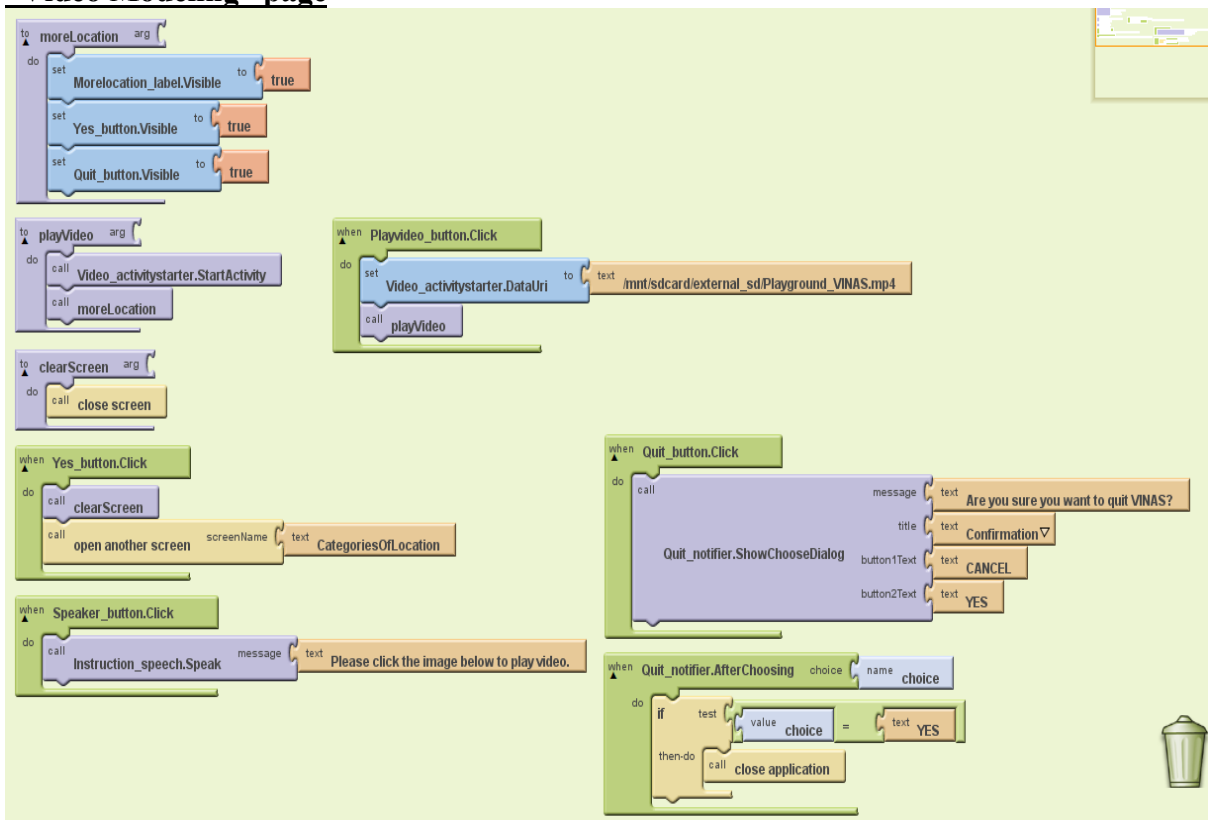 Video Modeling" page
to moreLocation arg
do set Morelocation_label.Visible to true
set Yes_button.Visible to true
set Quit_button.Visible to true
to playVideo arg
do call Video_activitystarter.StartActivity
call moreLocation
when Playvideo_button.Click
do set Video_activitystarter.DataUri to text /mnt/sdcard/external_sd/Playground_VINAS.mp4
call playVideo
to clearScreen arg
do call close screen
when Yes_button.Click
do call clearScreen
call open another screen screenName text CategoriesOfLocation
when Speaker_button.Click
do call Instruction_speech.Speak message text Please click the image below to play video.
when Quit_button.Click
do call Quit_notifier.ShowChooseDialog message text Are you sure you want to quit VINAS?
title text Confirmation
button1Text text CANCEL
button2Text text YES
when Quit_notifier.AfterChoosing choice name choice
do if test value choice = text YES
then-do call close application